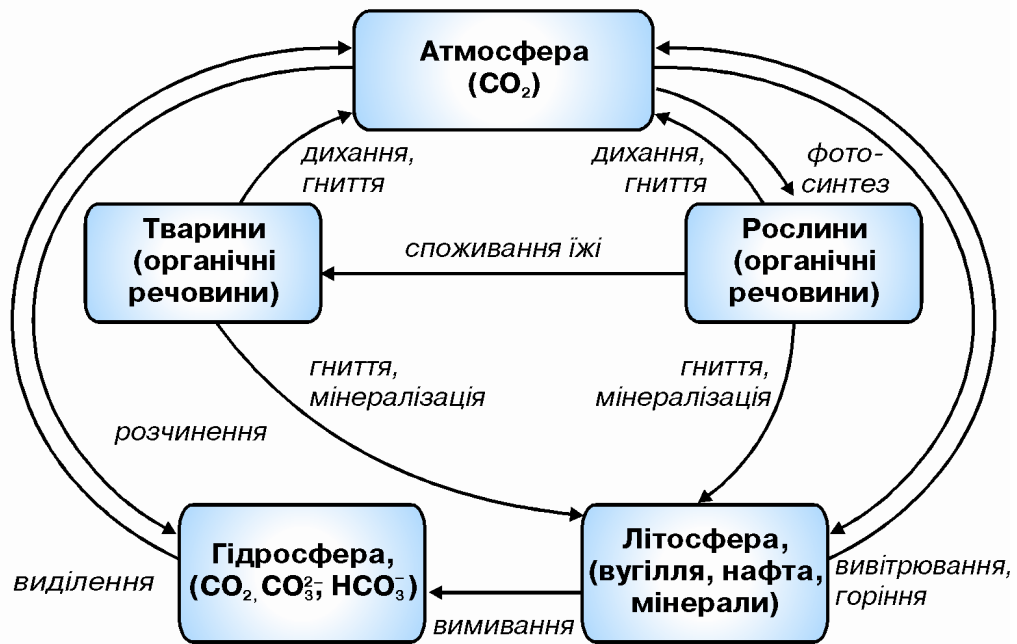 Атмосфера
(CO₂)
дихання,
гниття
дихання,
гниття
фото-
синтез
Тварини
(органічні
речовини)
споживання їжі
Рослини
(органічні
речовини)
гниття,
мінералізація
гниття,
мінералізація
розчинення
Гідросфера,
(CO₂, CO₃²⁻; HCO₃⁻)
Літосфера,
(вугілля, нафта,
мінерали)
виділення
вимивання
вивітрювання,
горіння